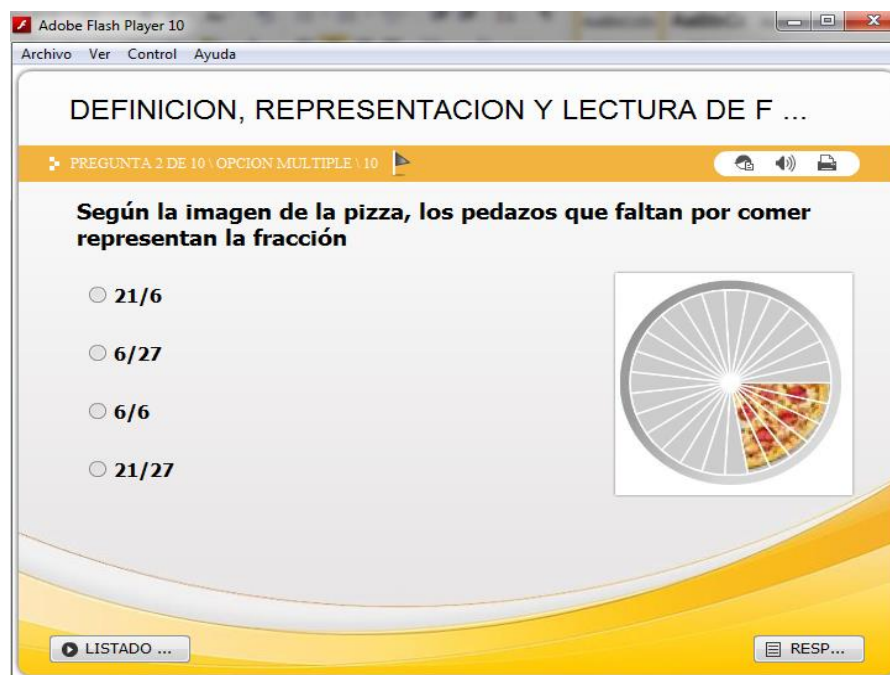 Adobe Flash Player 10
Archivo Ver Control Ayuda
DEFINICION, REPRESENTACION Y LECTURA DE F ...
PREGUNTA 2 DE 10 \ OPCION MULTIPLE \ 10
Según la imagen de la pizza, los pedazos que faltan por comer
representan la fracción
21/6
6/27
6/6
21/27
LISTADO ...
RESP...